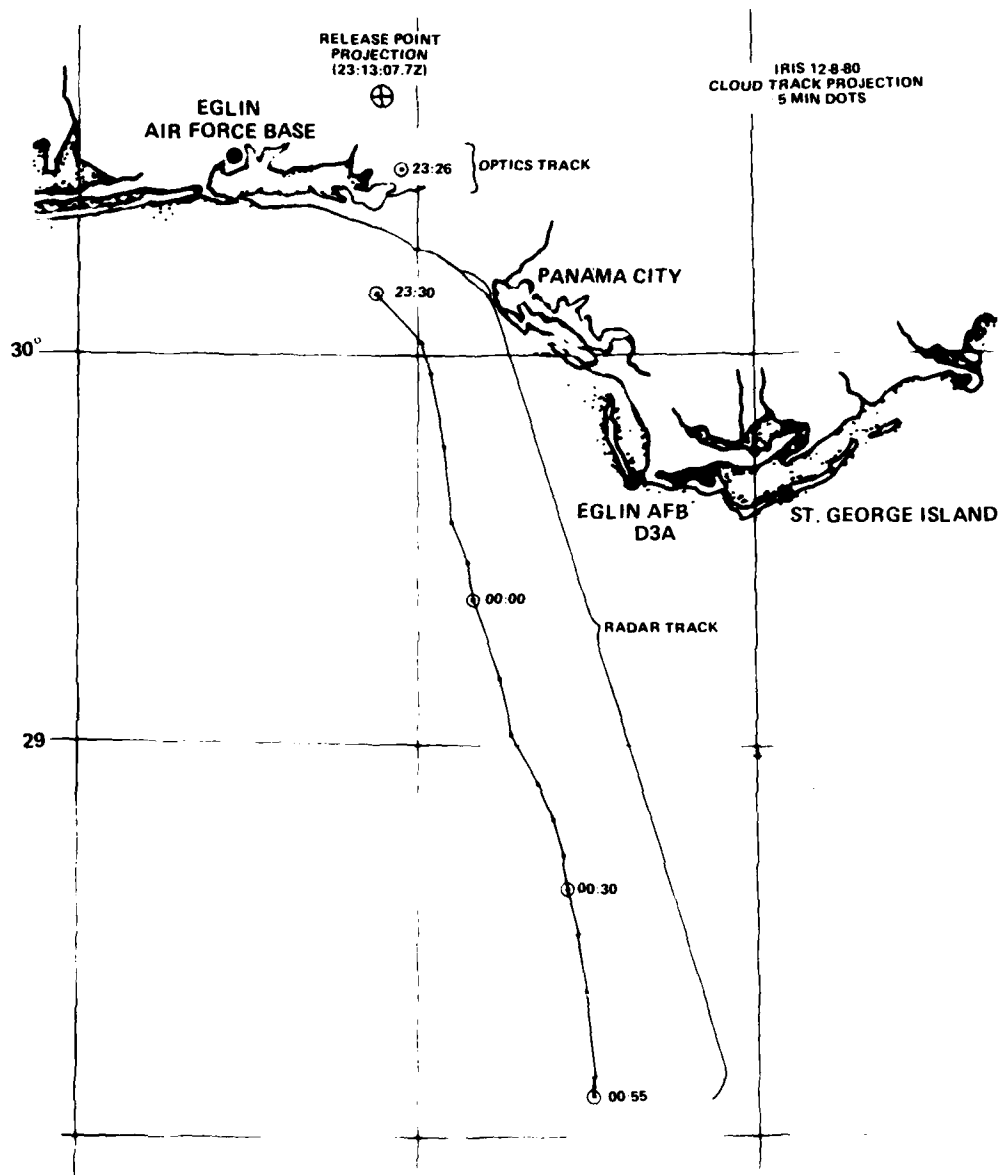 RELEASE POINT
PROJECTION
(23:13:07.7Z)
IRIS 12-8-80
CLOUD TRACK PROJECTION
5 MIN DOTS
EGLIN
AIR FORCE BASE
23:26
OPTICS TRACK
PANAMA CITY
23:30
30°
EGLIN AFB
D3A
ST. GEORGE ISLAND
00:00
RADAR TRACK
29
00:30
00:55